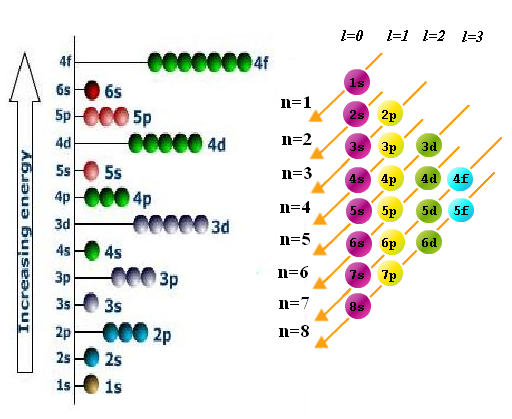 Increasing energy
4f 4f
6s 6s
5p 5p
4d 4d
5s 5s
4p 4p
3d 3d
4s 4s
3p 3p
3s 3s
2p 2p
2s 2s
1s 1s
l=0 l=1 l=2 l=3
1s
n=1
2s 2p
n=2
3s 3p 3d
n=3
4s 4p 4d 4f
n=4
5s 5p 5d 5f
n=5
6s 6p 6d
n=6
7s 7p
n=7
8s
n=8